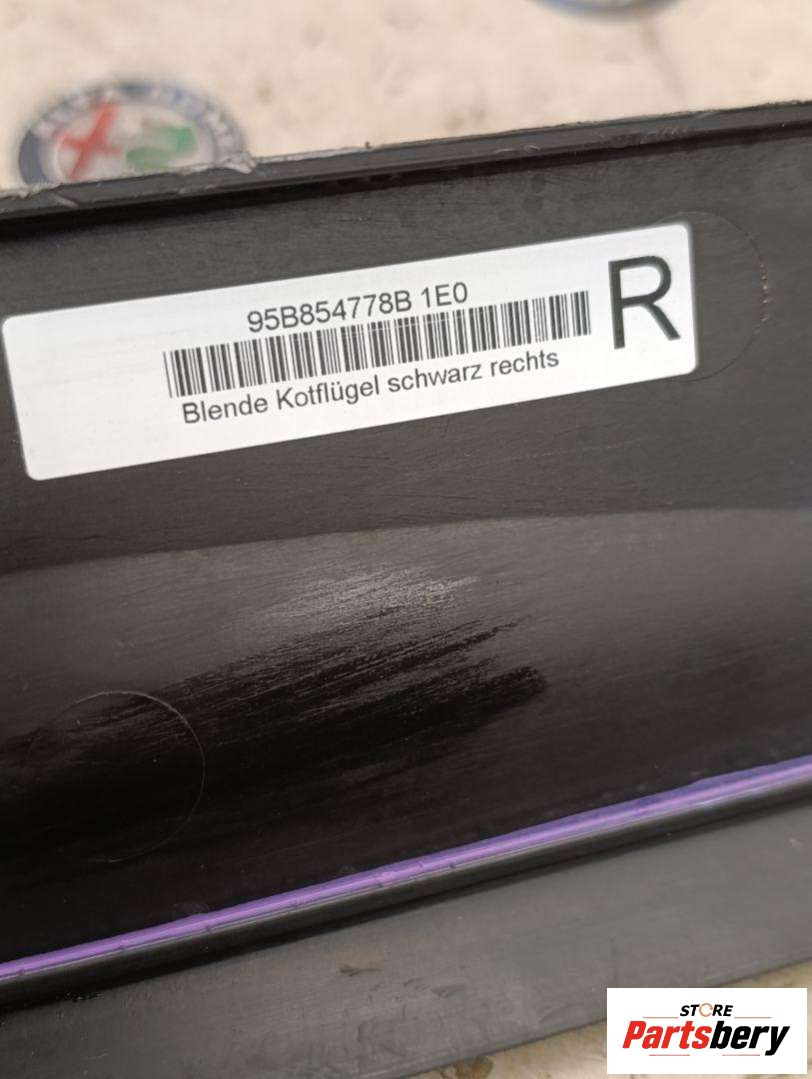 95B854778B 1E0
R
Blende Kotflügel schwarz rechts
STORE
Partsbery